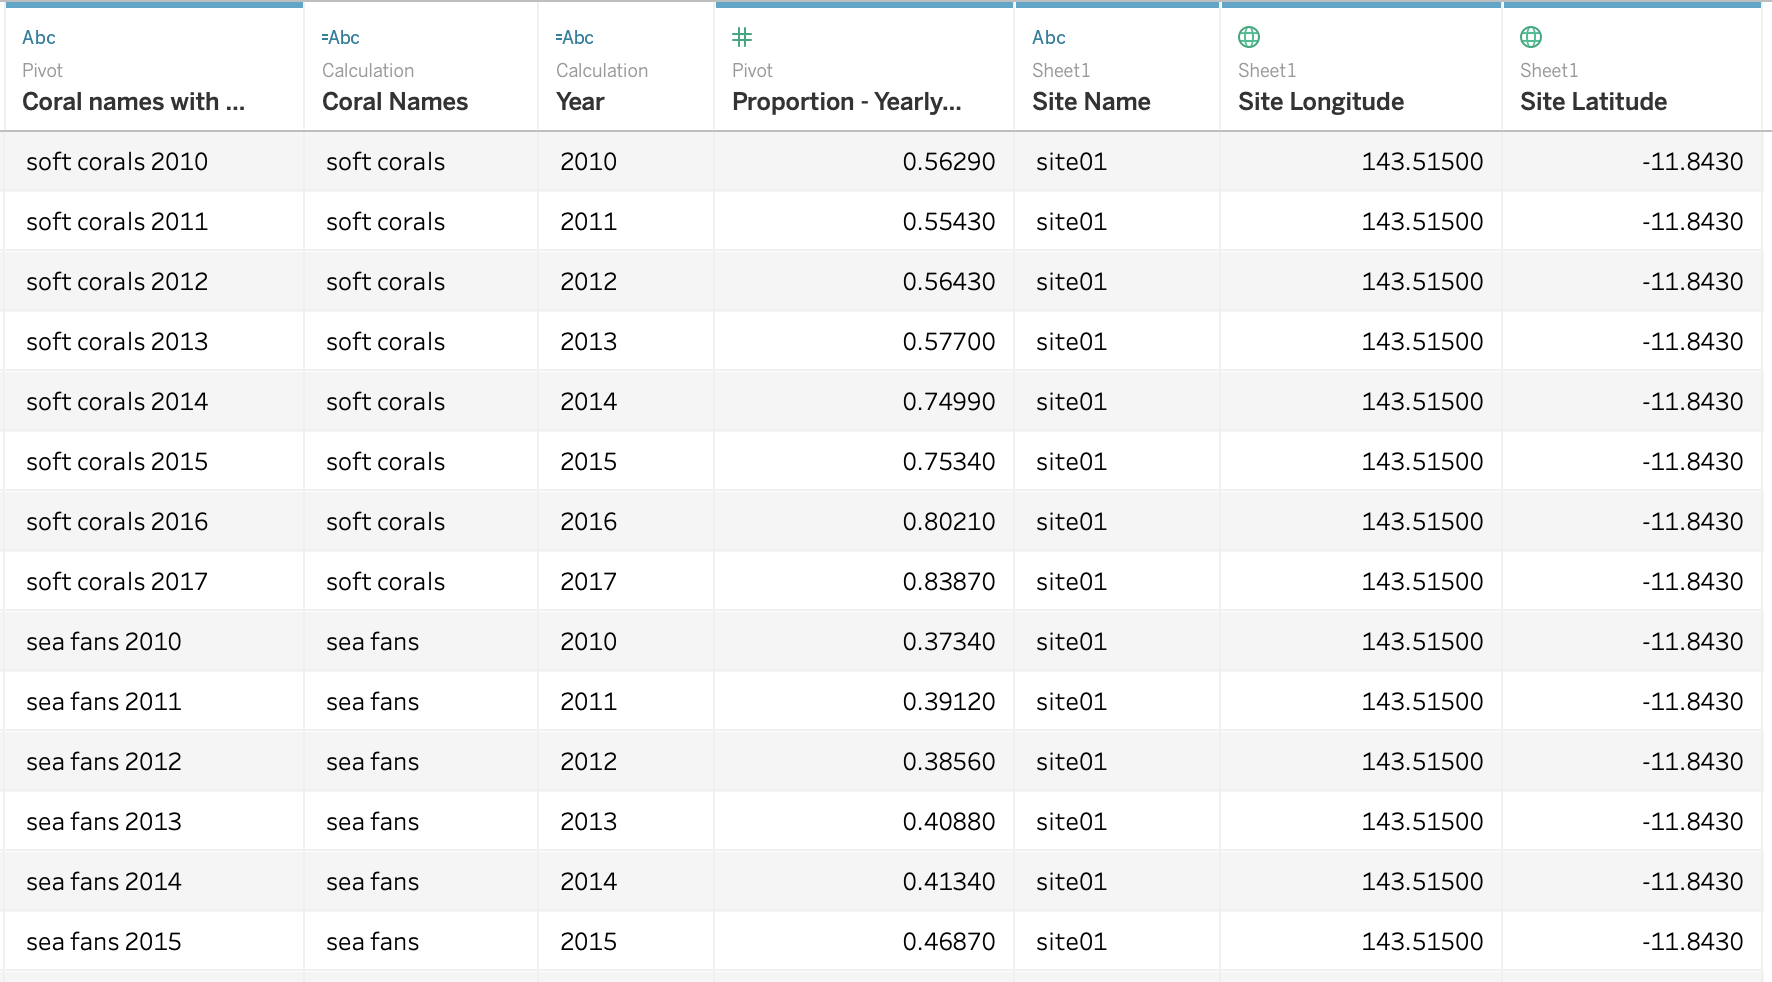 Abc =Abc =Abc # Abc
Pivot Calculation Calculation Pivot Sheet1 Sheet1 Sheet1
Coral names with ... Coral Names Year Proportion - Yearly... Site Name Site Longitude Site Latitude
soft corals 2010 soft corals 2010 0.56290 site01 143.51500 -11.8430
soft corals 2011 soft corals 2011 0.55430 site01 143.51500 -11.8430
soft corals 2012 soft corals 2012 0.56430 site01 143.51500 -11.8430
soft corals 2013 soft corals 2013 0.57700 site01 143.51500 -11.8430
soft corals 2014 soft corals 2014 0.74990 site01 143.51500 -11.8430
soft corals 2015 soft corals 2015 0.75340 site01 143.51500 -11.8430
soft corals 2016 soft corals 2016 0.80210 site01 143.51500 -11.8430
soft corals 2017 soft corals 2017 0.83870 site01 143.51500 -11.8430
sea fans 2010 sea fans 2010 0.37340 site01 143.51500 -11.8430
sea fans 2011 sea fans 2011 0.39120 site01 143.51500 -11.8430
sea fans 2012 sea fans 2012 0.38560 site01 143.51500 -11.8430
sea fans 2013 sea fans 2013 0.40880 site01 143.51500 -11.8430
sea fans 2014 sea fans 2014 0.41340 site01 143.51500 -11.8430
sea fans 2015 sea fans 2015 0.46870 site01 143.51500 -11.8430